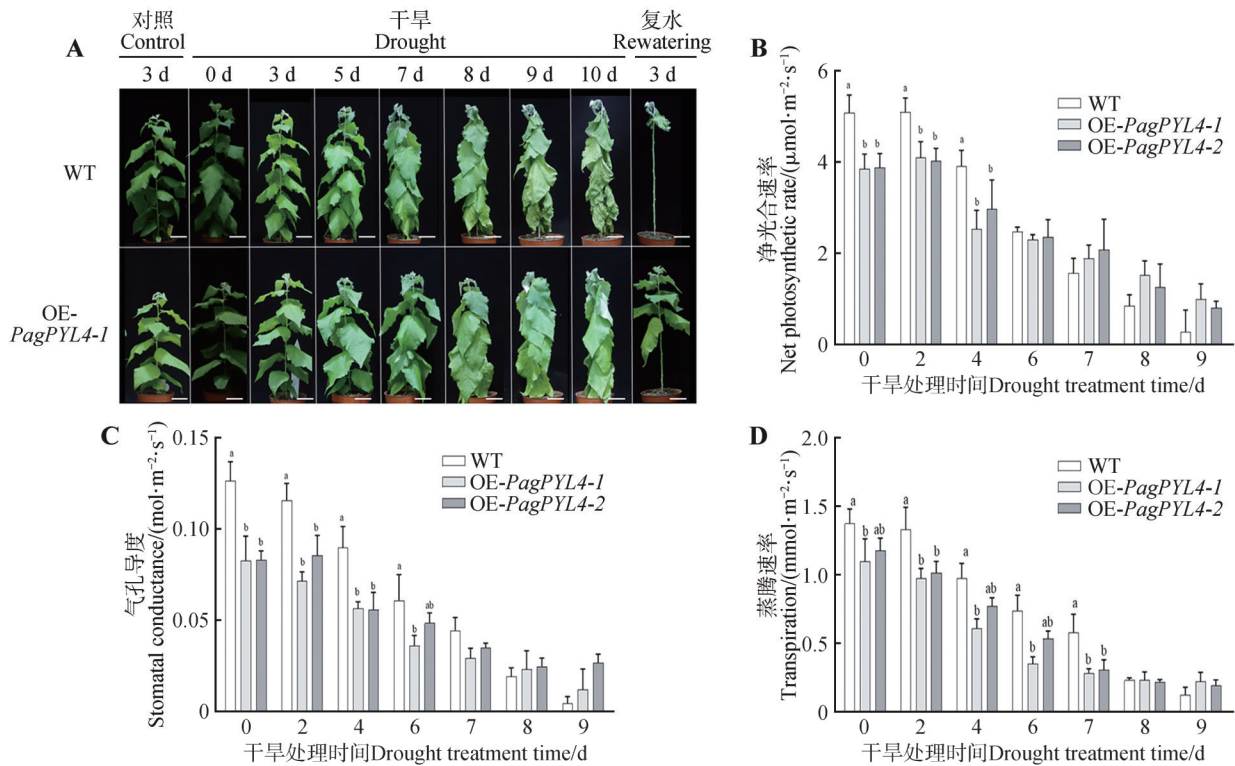 A
对照
Control
干旱
Drought
复水
Rewatering
3 d
0 d
3 d
5 d
7 d
8 d
9 d
10 d
3 d
WT
OE-
PagPYL4-1
B
净光合速率
Net photosynthetic rate/(μmol·m⁻²·s⁻¹)
6
4
2
0
WT
OE-PagPYL4-1
OE-PagPYL4-2
a b b
a b b
a b b
0 2 4 6 7 8 9
干旱处理时间Drought treatment time/d
C
气孔导度
Stomatal conductance/(mol·m⁻²·s⁻¹)
0.15
0.10
0.05
0
WT
OE-PagPYL4-1
OE-PagPYL4-2
a b b
a b b
a b b
a b ab
0 2 4 6 7 8 9
干旱处理时间Drought treatment time/d
D
蒸腾速率
Transpiration/(mmol·m⁻²·s⁻¹)
2.0
1.5
1.0
0.5
0
WT
OE-PagPYL4-1
OE-PagPYL4-2
a b ab
a b b
a b ab
a b ab
a b b
0 2 4 6 7 8 9
干旱处理时间Drought treatment time/d